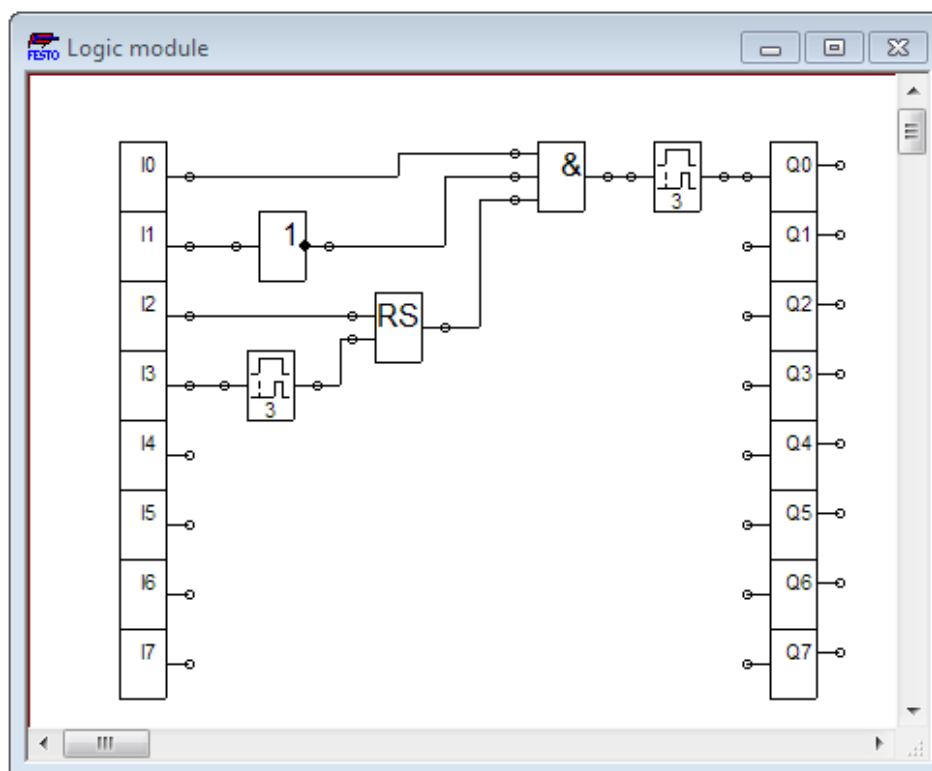 FESTO Logic module
I0 & Q0
3
I1 1 Q1
I2 RS Q2
I3 Q3
3
I4 Q4
I5 Q5
I6 Q6
I7 Q7